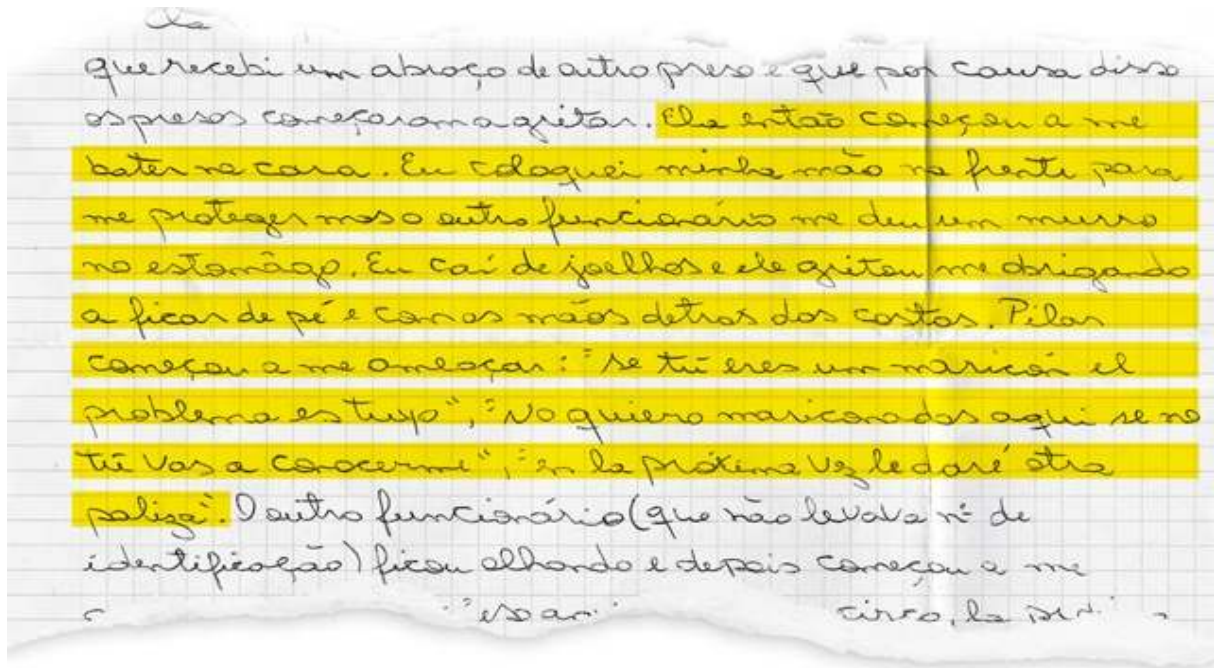 que recebi um abraço de outro preso e que por causa disso
os presos começaram a gritar. Ela então começou a me
bater na cara. Eu coloquei minha mão na frente para
me proteger mas o outro funcionário me deu um murro
no estomâgo. Eu caí de joelhos e ele gritou me obrigando
a ficar de pé e com as mãos detras das costas. Pilar
começou a me ameaçar: "se tú eres un maricón el
problema es tuyo", "No quiero mariconadas aqui se no
tú vas a conocerme", "en la próxima vz le daré otra
paliza". O outro funcionário (que não levava nº de
identificação) ficou olhando e depois começou a me